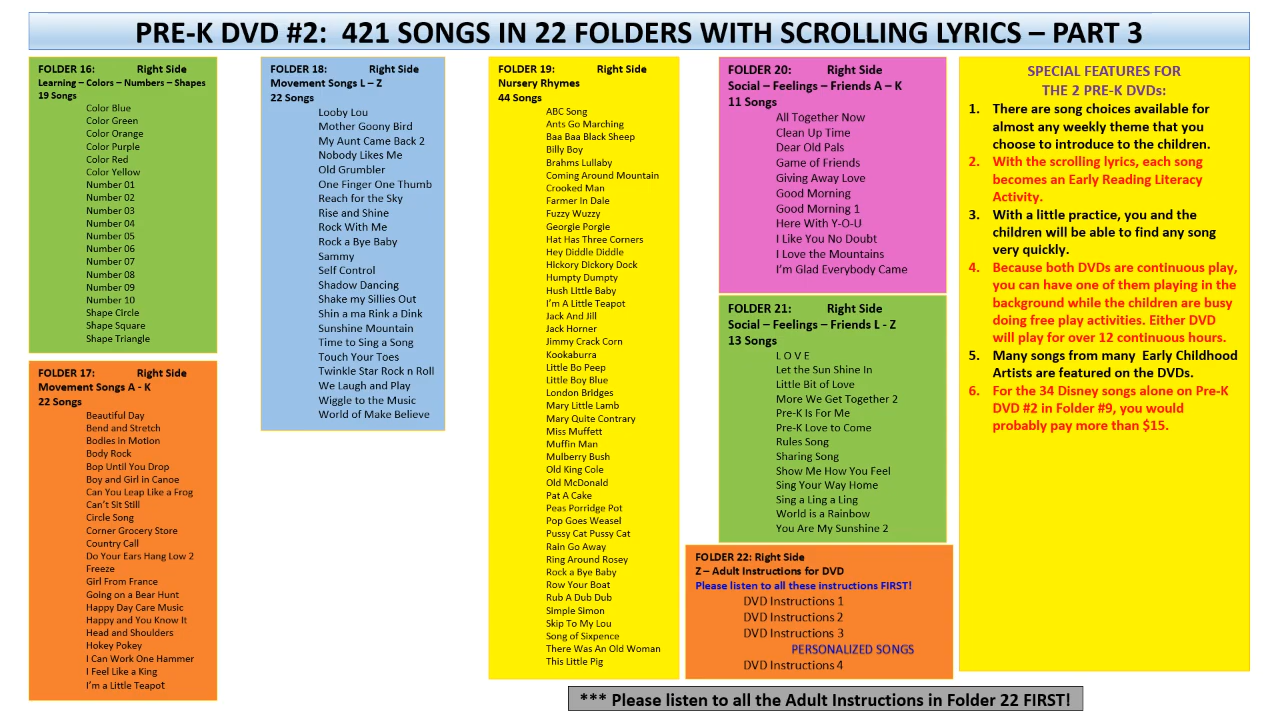 PRE-K DVD #2: 421 SONGS IN 22 FOLDERS WITH SCROLLING LYRICS – PART 3
FOLDER 16: Right Side
Learning – Colors – Numbers – Shapes
19 Songs
Color Blue
Color Green
Color Orange
Color Purple
Color Red
Color Yellow
Number 01
Number 02
Number 03
Number 04
Number 05
Number 06
Number 07
Number 08
Number 09
Number 10
Shape Circle
Shape Square
Shape Triangle
FOLDER 17: Right Side
Movement Songs A - K
22 Songs
Beautiful Day
Bend and Stretch
Bodies in Motion
Body Rock
Bop Until You Drop
Boy and Girl in Canoe
Can You Leap Like a Frog
Can't Sit Still
Circle Song
Corner Grocery Store
Country Call
Do Your Ears Hang Low 2
Freeze
Girl From France
Going on a Bear Hunt
Happy Day Care Music
Happy and You Know It
Head and Shoulders
Hokey Pokey
I Can Work One Hammer
I Feel Like a King
I'm a Little Teapot
FOLDER 18: Right Side
Movement Songs L – Z
22 Songs
Looby Lou
Mother Goony Bird
My Aunt Came Back 2
Nobody Likes Me
Old Grumbler
One Finger One Thumb
Reach for the Sky
Rise and Shine
Rock With Me
Rock a Bye Baby
Sammy
Self Control
Shadow Dancing
Shake my Sillies Out
Shin a ma Rink a Dink
Sunshine Mountain
Time to Sing a Song
Touch Your Toes
Twinkle Star Rock n Roll
We Laugh and Play
Wiggle to the Music
World of Make Believe
FOLDER 19: Right Side
Nursery Rhymes
44 Songs
ABC Song
Ants Go Marching
Baa Baa Black Sheep
Billy Boy
Brahms Lullaby
Coming Around Mountain
Crooked Man
Farmer In Dale
Fuzzy Wuzzy
Georgie Porgie
Hat Has Three Corners
Hey Diddle Diddle
Hickory Dickory Dock
Humpty Dumpty
Hush Little Baby
I'm A Little Teapot
Jack And Jill
Jack Horner
Jimmy Crack Corn
Kookaburra
Little Bo Peep
Little Boy Blue
London Bridges
Mary Little Lamb
Mary Quite Contrary
Miss Muffett
Muffin Man
Mulberry Bush
Old King Cole
Old McDonald
Pat A Cake
Peas Porridge Pot
Pop Goes Weasel
Pussy Cat Pussy Cat
Rain Go Away
Ring Around Rosey
Rock a Bye Baby
Row Your Boat
Rub A Dub Dub
Simple Simon
Skip To My Lou
Song of Sixpence
There Was An Old Woman
This Little Pig
FOLDER 20: Right Side
Social – Feelings – Friends A – K
11 Songs
All Together Now
Clean Up Time
Dear Old Pals
Game of Friends
Giving Away Love
Good Morning
Good Morning 1
Here With Y-O-U
I Like You No Doubt
I Love the Mountains
I'm Glad Everybody Came
FOLDER 21: Right Side
Social – Feelings – Friends L - Z
13 Songs
L O V E
Let the Sun Shine In
Little Bit of Love
More We Get Together 2
Pre-K Is For Me
Pre-K Love to Come
Rules Song
Sharing Song
Show Me How You Feel
Sing Your Way Home
Sing a Ling a Ling
World is a Rainbow
You Are My Sunshine 2
FOLDER 22: Right Side
Z – Adult Instructions for DVD
Please listen to all these instructions FIRST!
DVD Instructions 1
DVD Instructions 2
DVD Instructions 3
PERSONALIZED SONGS
DVD Instructions 4
SPECIAL FEATURES FOR
THE 2 PRE-K DVDs:
1. There are song choices available for
almost any weekly theme that you
choose to introduce to the children.
2. With the scrolling lyrics, each song
becomes an Early Reading Literacy
Activity.
3. With a little practice, you and the
children will be able to find any song
very quickly.
4. Because both DVDs are continuous play,
you can have one of them playing in the
background while the children are busy
doing free play activities. Either DVD
will play for over 12 continuous hours.
5. Many songs from many Early Childhood
Artists are featured on the DVDs.
6. For the 34 Disney songs alone on Pre-K
DVD #2 in Folder #9, you would
probably pay more than $15.
*** Please listen to all the Adult Instructions in Folder 22 FIRST!